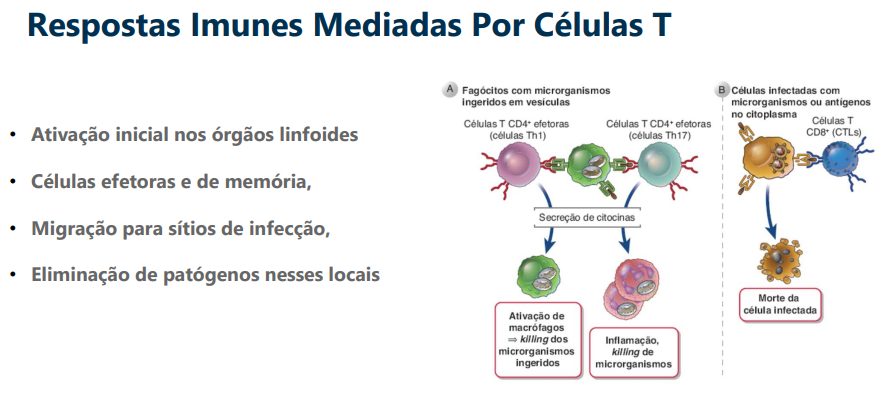 Respostas Imunes Mediadas Por Células T
• Ativação inicial nos órgãos linfoides
• Células efetoras e de memória,
• Migração para sítios de infecção,
• Eliminação de patógenos nesses locais
A Fagócitos com microrganismos
ingeridos em vesículas
Células T CD4⁺ efetoras
(células Th1)
Células T CD4⁺ efetoras
(células Th17)
Secreção de citocinas
Ativação de
macrófagos
⇒ killing dos
microrganismos
ingeridos
Inflamação,
killing de
microrganismos
B Células infectadas com
microrganismos ou antígenos
no citoplasma
Células T
CD8⁺ (CTLs)
Morte da
célula infectada